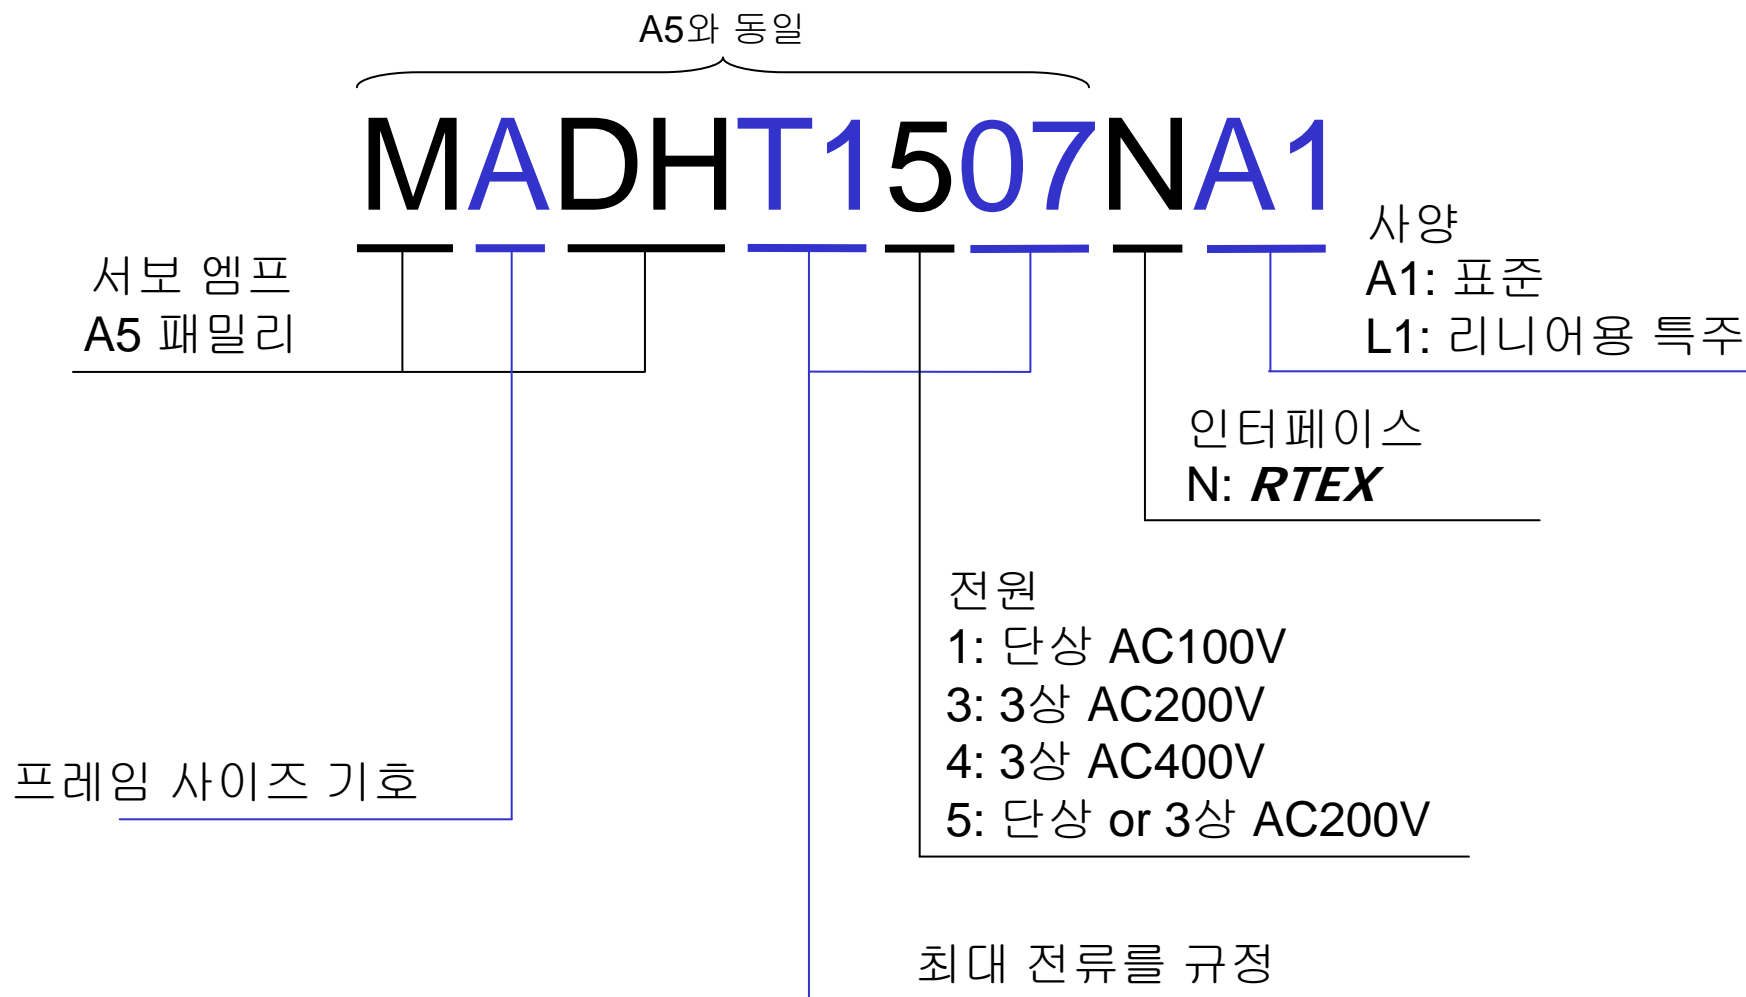 A5와 동일
MADHT1507NA1
서보 엠프
A5 패밀리
사양
A1: 표준
L1: 리니어용 특주
인터페이스
N: RTEX
전원
1: 단상 AC100V
3: 3상 AC200V
4: 3상 AC400V
5: 단상 or 3상 AC200V
프레임 사이즈 기호
최대 전류를 규정